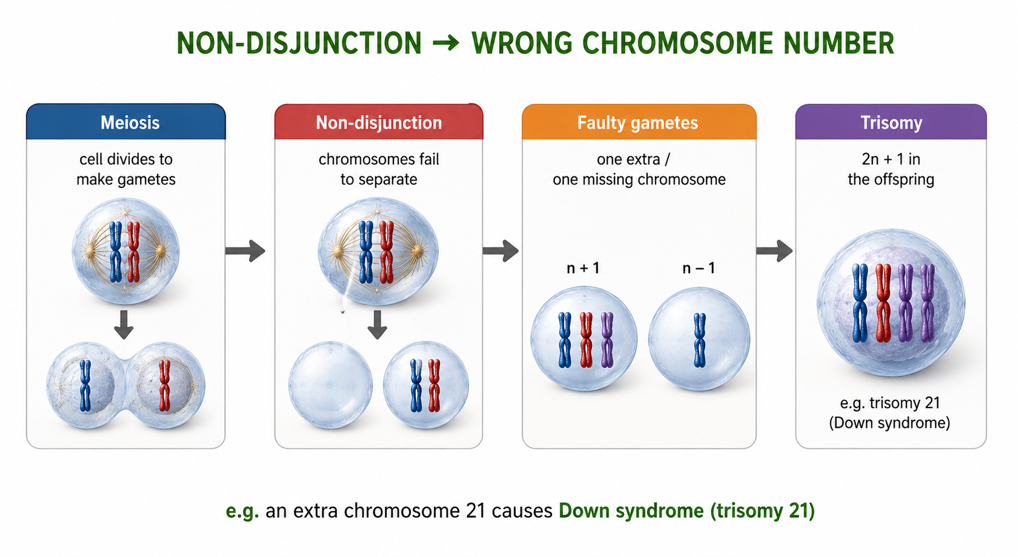 NON-DISJUNCTION → WRONG CHROMOSOME NUMBER
Meiosis
cell divides to
make gametes
Non-disjunction
chromosomes fail
to separate
Faulty gametes
one extra /
one missing chromosome
n + 1
n – 1
Trisomy
2n + 1 in
the offspring
e.g. trisomy 21
(Down syndrome)
e.g. an extra chromosome 21 causes Down syndrome (trisomy 21)